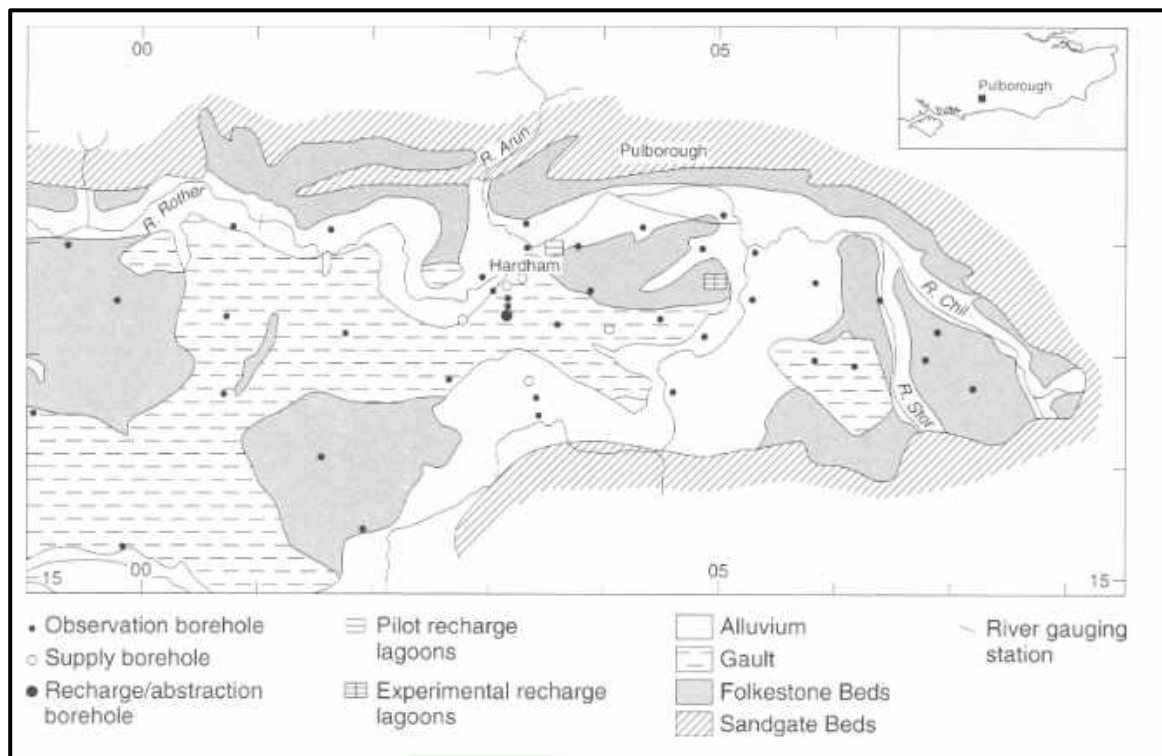 00
05
Pulborough
R. Arun
Pulborough
R. Rother
Hardham
R. Chil
R. Stor
15
00
05
15
Observation borehole
Supply borehole
Recharge/abstraction
borehole
Pilot recharge
lagoons
Experimental recharge
lagoons
Alluvium
Gault
Folkestone Beds
Sandgate Beds
River gauging
station